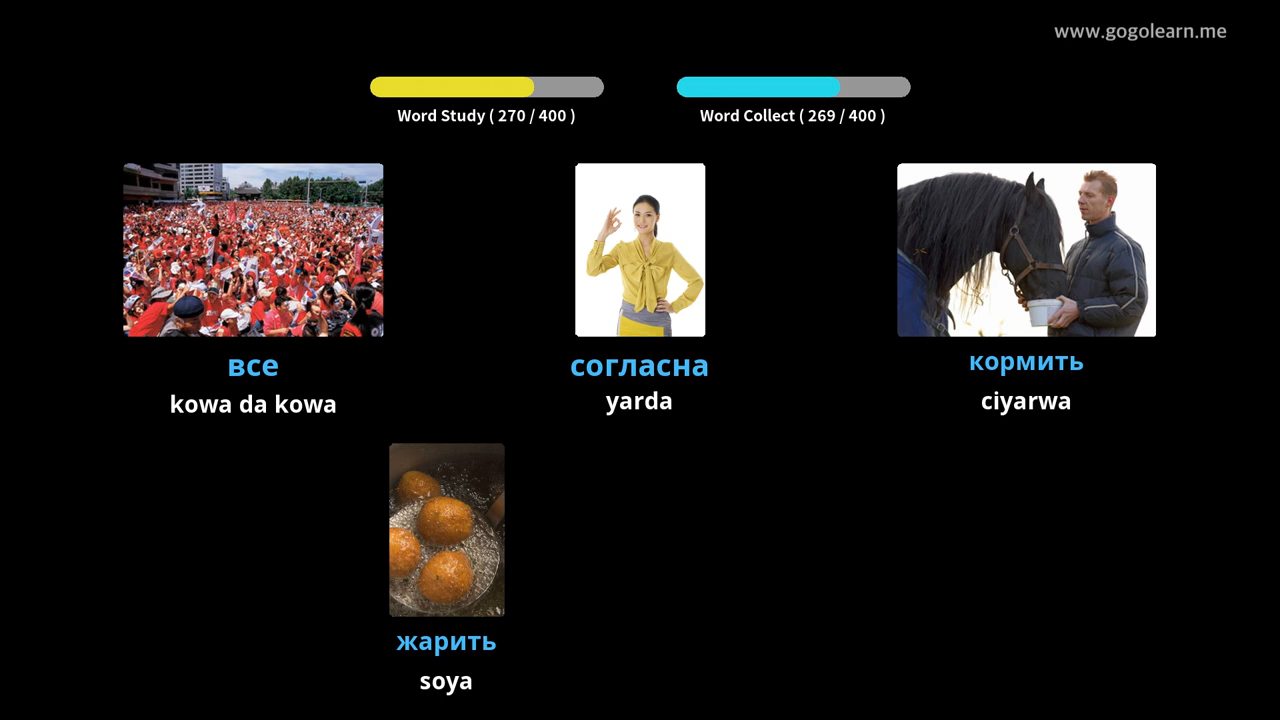 www.gogolearn.me
Word Study ( 270 / 400 )
Word Collect ( 269 / 400 )
все
kowa da kowa
согласна
yarda
кормить
ciyarwa
жарить
soya